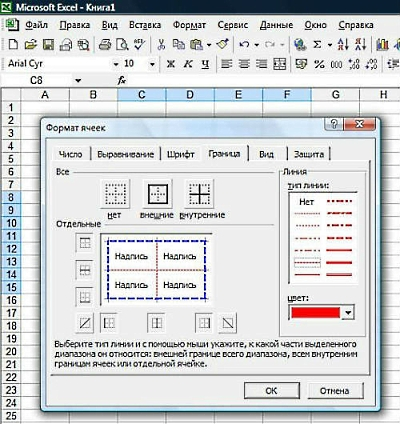 Microsoft Excel - Книга1
Файл Правка Вид Вставка Формат Сервис Данные Окно Справка
Arial Cyr 10 Ж К Ч
C8
A B C D E F G H
1
2
3
4
5
6
7
8
9
10
11
12
13
14
15
16
17
18
19
20
21
22
23
24
25
Формат ячеек
Число Выравнивание Шрифт Граница Вид Защита
Все
нет внешние внутренние
Отдельные
Надпись Надпись
Надпись Надпись
Линия
тип линии:
Нет
цвет:
Выберите тип линии и с помощью мыши укажите, к какой части выделенного
диапазона он относится: внешней границе всего диапазона, всем внутренним
границам ячеек или отдельной ячейке.
ОК Отмена